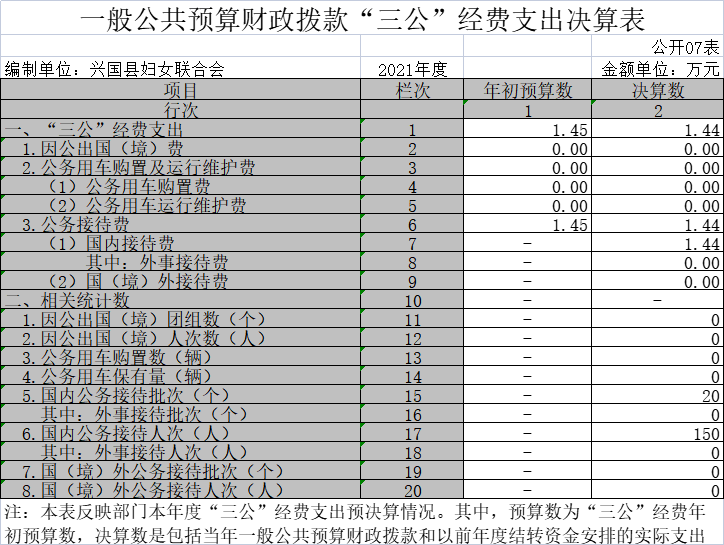 一般公共预算财政拨款“三公”经费支出决算表
公开07表
编制单位：兴国县妇女联合会 2021年度 金额单位：万元
项目 栏次 年初预算数 决算数
行次 1 2
一、“三公”经费支出 1 1.45 1.44
1.因公出国（境）费 2 0.00 0.00
2.公务用车购置及运行维护费 3 0.00 0.00
（1）公务用车购置费 4 0.00 0.00
（2）公务用车运行维护费 5 0.00 0.00
3.公务接待费 6 1.45 1.44
（1）国内接待费 7 － 1.44
其中：外事接待费 8 － 0.00
（2）国（境）外接待费 9 － 0.00
二、相关统计数 10 － －
1.因公出国（境）团组数（个） 11 － 0
2.因公出国（境）人次数（人） 12 － 0
3.公务用车购置数（辆） 13 － 0
4.公务用车保有量（辆） 14 － 0
5.国内公务接待批次（个） 15 － 20
其中：外事接待批次（个） 16 － 0
6.国内公务接待人次（人） 17 － 150
其中：外事接待人次（人） 18 － 0
7.国（境）外公务接待批次（个） 19 － 0
8.国（境）外公务接待人次（人） 20 － 0
注：本表反映部门本年度“三公”经费支出预决算情况。其中，预算数为“三公”经费年
初预算数，决算数是包括当年一般公共预算财政拨款和以前年度结转资金安排的实际支出